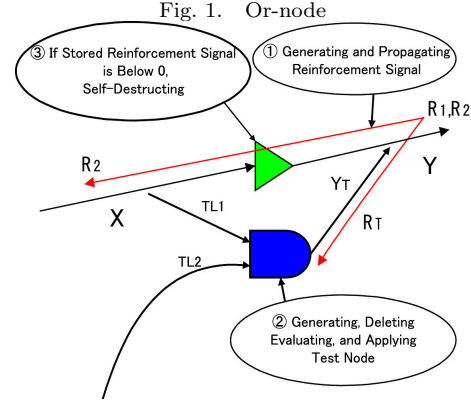 Fig. 1. Or-node
③ If Stored Reinforcement Signal
is Below 0,
Self-Destructing
① Generating and Propagating
Reinforcement Signal
R1,R2
R2
Y
YT
X
TL1
RT
TL2
② Generating, Deleting
Evaluating, and Applying
Test Node